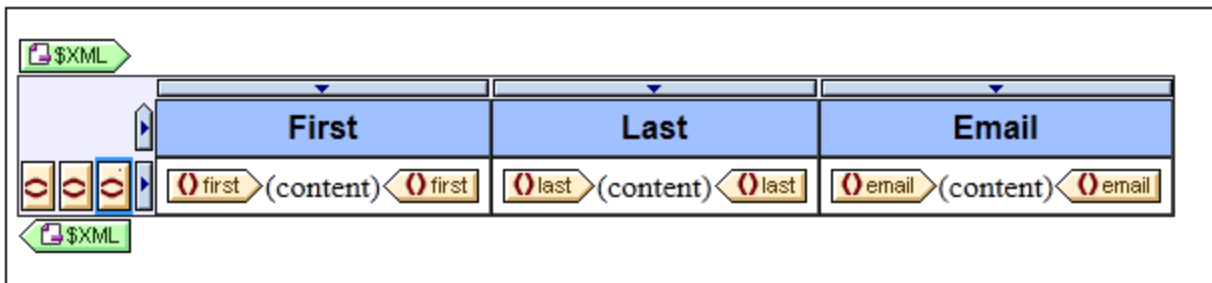 $XML
First Last Email
() first (content) () first () last (content) () last () email (content) () email
$XML